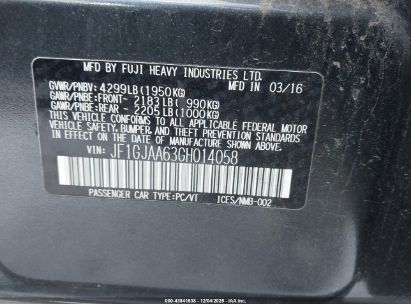 MFD BY FUJI HEAVY INDUSTRIES LTD.
GVWR/PNBV: 4299LB(1950KG) MADE IN 03/16
GAWR/PNBE:FRONT- 2183LB( 990KG)
GAWR/PNBE:REAR - 2205LB(1000KG)
THIS VEHICLE CONFORMS TO ALL APPLICABLE FEDERAL MOTOR VEHICLE
SAFETY, BUMPER, AND THEFT PREVENTION STANDARDS IN EFFECT ON THE
DATE OF MANUFACTURE SHOWN ABOVE.
VIN: JF1GJAA63GH014058
PASSENGER CAR TYPE:PC/VT ICES/NMB-002